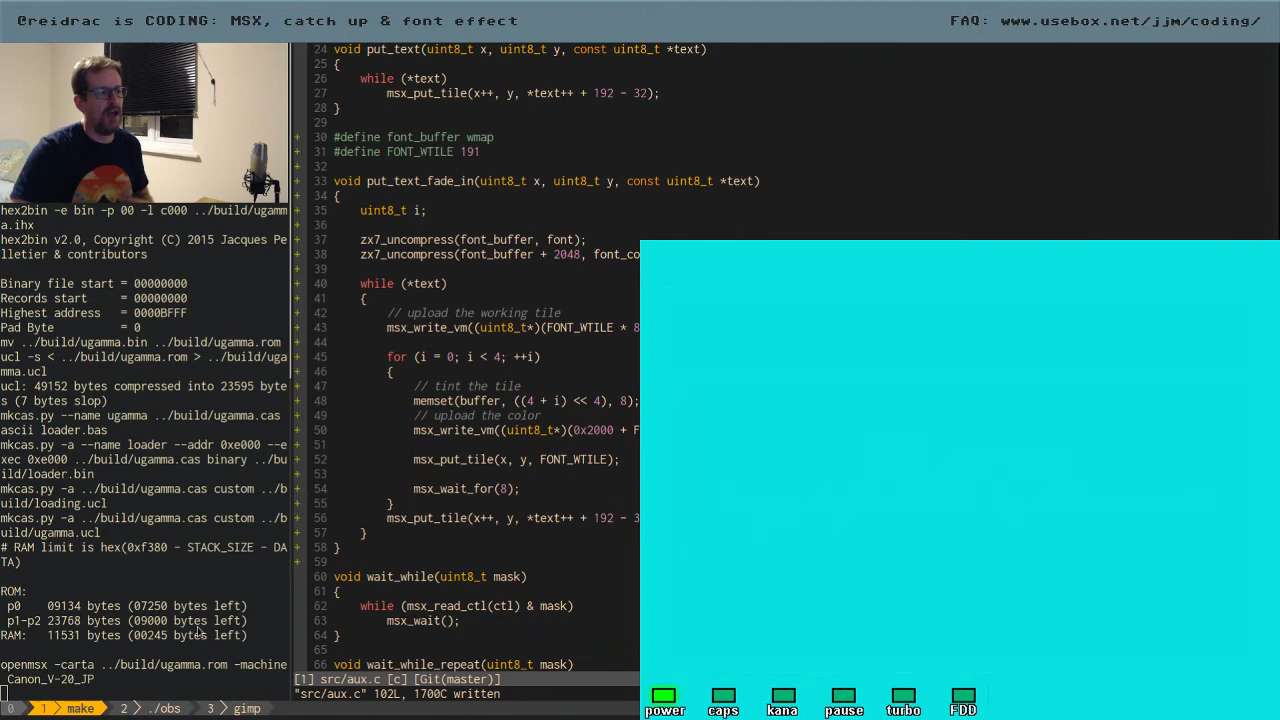 @reidrac is CODING: MSX, catch up & font effect
FAQ: www.usebox.net/jjm/coding/
hex2bin -e bin -p 00 -l c000 ../build/ugamm
a.ihx
hex2bin v2.0, Copyright (C) 2015 Jacques Pe
lletier & contributors
Binary file start = 00000000
Records start     = 00000000
Highest address   = 0000BFFF
Pad Byte          = 0
mv ../build/ugamma.bin ../build/ugamma.rom
ucl -s < ../build/ugamma.rom > ../build/uga
mma.ucl
ucl: 49152 bytes compressed into 23595 byte
s (7 bytes slop)
mkcas.py --name ugamma ../build/ugamma.cas
ascii loader.bas
mkcas.py -a --name loader --addr 0xe000 --e
xec 0xe000 ../build/ugamma.cas binary ../bu
ild/loader.bin
mkcas.py -a ../build/ugamma.cas custom ../b
uild/loading.ucl
mkcas.py -a ../build/ugamma.cas custom ../b
uild/ugamma.ucl
# RAM limit is hex(0xf380 - STACK_SIZE - DA
TA)
ROM:
p0    09134 bytes (07250 bytes left)
p1-p2 23768 bytes (09000 bytes left)
RAM:   11531 bytes (00245 bytes left)
openmsx -carta ../build/ugamma.rom -machine
Canon_V-20_JP
0 1 make 2 ./obs 3 gimp
24 void put_text(uint8_t x, uint8_t y, const uint8_t *text)
25 {
26     while (*text)
27         msx_put_tile(x++, y, *text++ + 192 - 32);
28 }
29
+ 30 #define font_buffer wmap
+ 31 #define FONT_WTILE 191
+ 32
+ 33 void put_text_fade_in(uint8_t x, uint8_t y, const uint8_t *text)
+ 34 {
+ 35     uint8_t i;
+ 36
+ 37     zx7_uncompress(font_buffer, font);
+ 38     zx7_uncompress(font_buffer + 2048, font_co
+ 39
+ 40     while (*text)
+ 41     {
+ 42         // upload the working tile
+ 43         msx_write_vm((uint8_t*)(FONT_WTILE * 8
+ 44
+ 45         for (i = 0; i < 4; ++i)
+ 46         {
+ 47             // tint the tile
+ 48             memset(buffer, ((4 + i) << 4), 8);
+ 49             // upload the color
+ 50             msx_write_vm((uint8_t*)(0x2000 + F
+ 51
+ 52             msx_put_tile(x, y, FONT_WTILE);
+ 53
+ 54             msx_wait_for(8);
+ 55         }
+ 56         msx_put_tile(x++, y, *text++ + 192 - 3
+ 57     }
+ 58 }
+ 59
60 void wait_while(uint8_t mask)
61 {
62     while (msx_read_ctl(ctl) & mask)
63         msx_wait();
64 }
65
66 void wait_while_repeat(uint8_t mask)
[1] src/aux.c [c] [Git(master)]
"src/aux.c" 102L, 1700C written
power caps kana pause turbo FDD